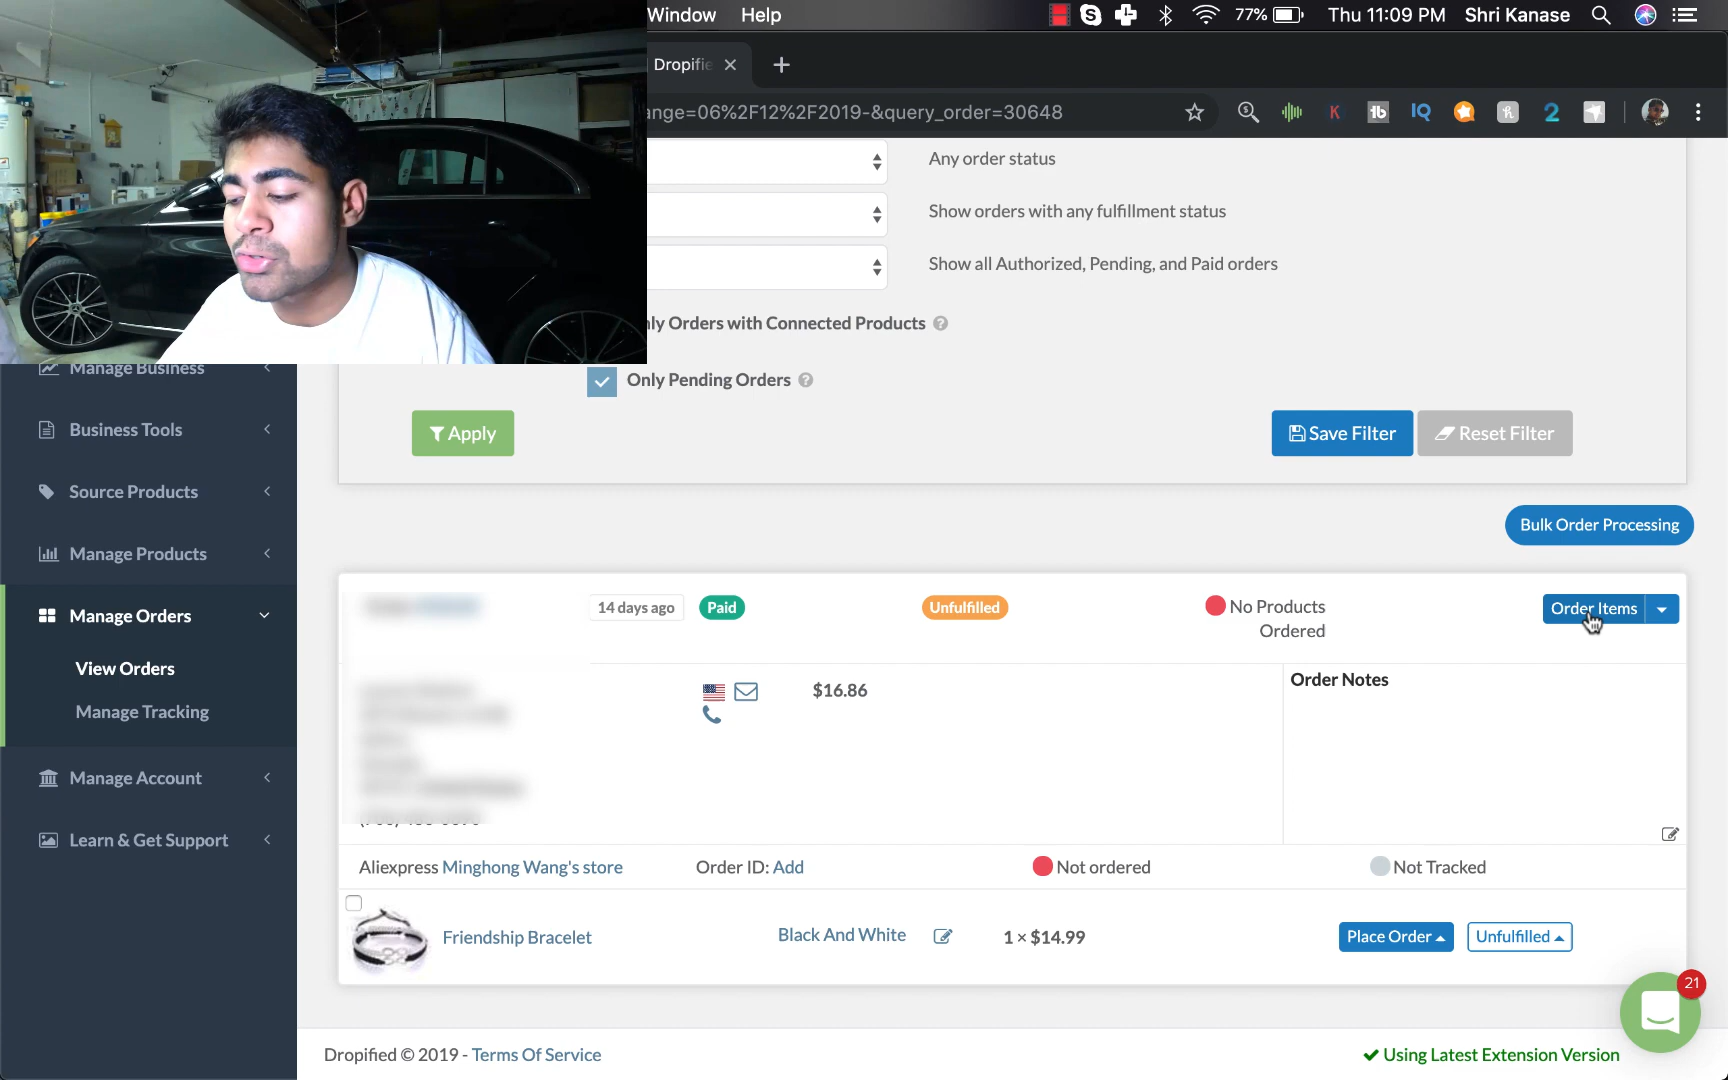 Window Help 77% Thu 11:09 PM Shri Kanase
Dropifie
ange=06%2F12%2F2019-&query_order=30648
Any order status
Show orders with any fulfillment status
Show all Authorized, Pending, and Paid orders
nly Orders with Connected Products
Only Pending Orders
Apply
Save Filter
Reset Filter
Bulk Order Processing
Manage Business
Business Tools
Source Products
Manage Products
Manage Orders
View Orders
Manage Tracking
Manage Account
Learn & Get Support
14 days ago
Paid
Unfulfilled
No Products
Ordered
Order Items
$16.86
Order Notes
Aliexpress Minghong Wang's store
Order ID: Add
Not ordered
Not Tracked
Friendship Bracelet
Black And White
1 × $14.99
Place Order
Unfulfilled
21
Dropified © 2019 - Terms Of Service
Using Latest Extension Version